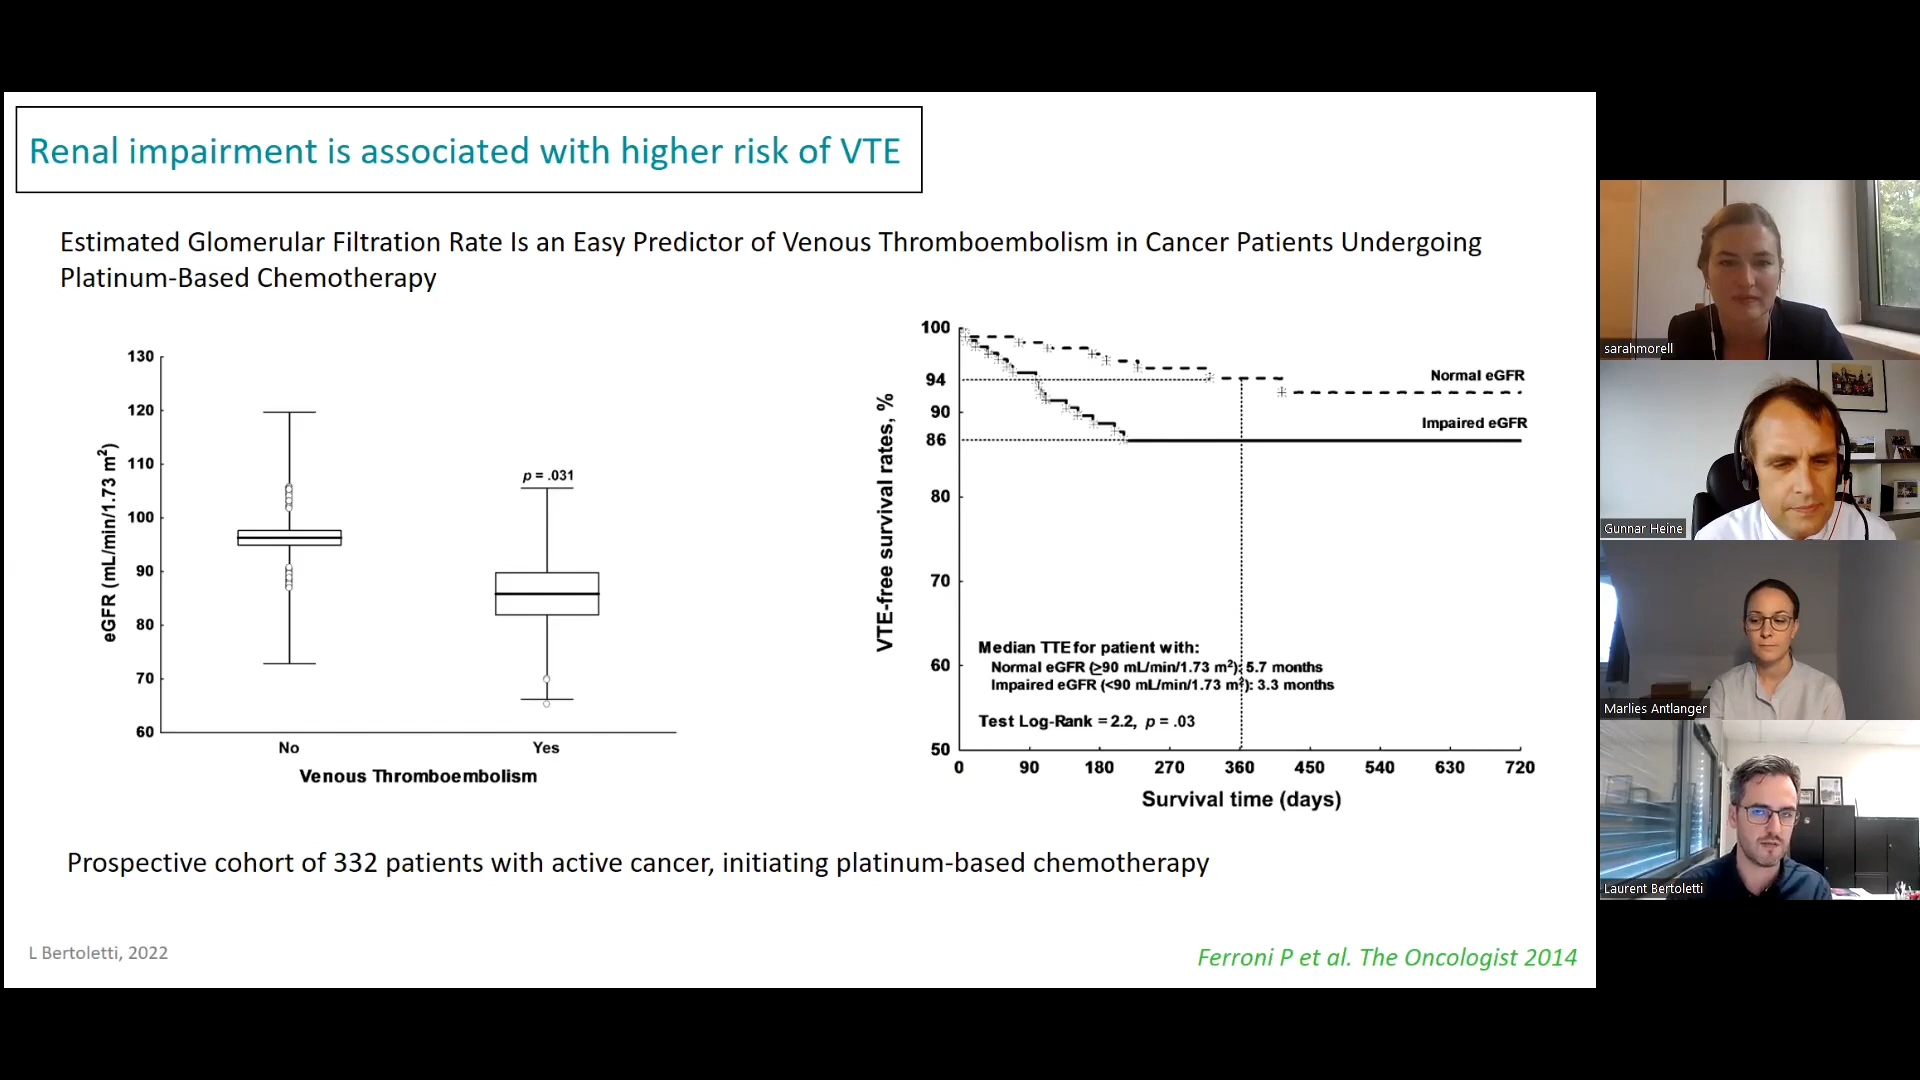 Renal impairment is associated with higher risk of VTE
Estimated Glomerular Filtration Rate Is an Easy Predictor of Venous Thromboembolism in Cancer Patients Undergoing
Platinum-Based Chemotherapy
eGFR (mL/min/1.73 m²)
130
120
110
100
90
80
70
60
p = .031
No
Yes
Venous Thromboembolism
VTE-free survival rates, %
100
94
90
86
80
70
60
50
Normal eGFR
Impaired eGFR
Median TTE for patient with:
Normal eGFR (≥90 mL/min/1.73 m²): 5.7 months
Impaired eGFR (<90 mL/min/1.73 m²): 3.3 months
Test Log-Rank = 2.2, p = .03
0 90 180 270 360 450 540 630 720
Survival time (days)
Prospective cohort of 332 patients with active cancer, initiating platinum-based chemotherapy
L Bertoletti, 2022
Ferroni P et al. The Oncologist 2014
sarahmorell
Gunnar Heine
Marlies Antlanger
Laurent Bertoletti